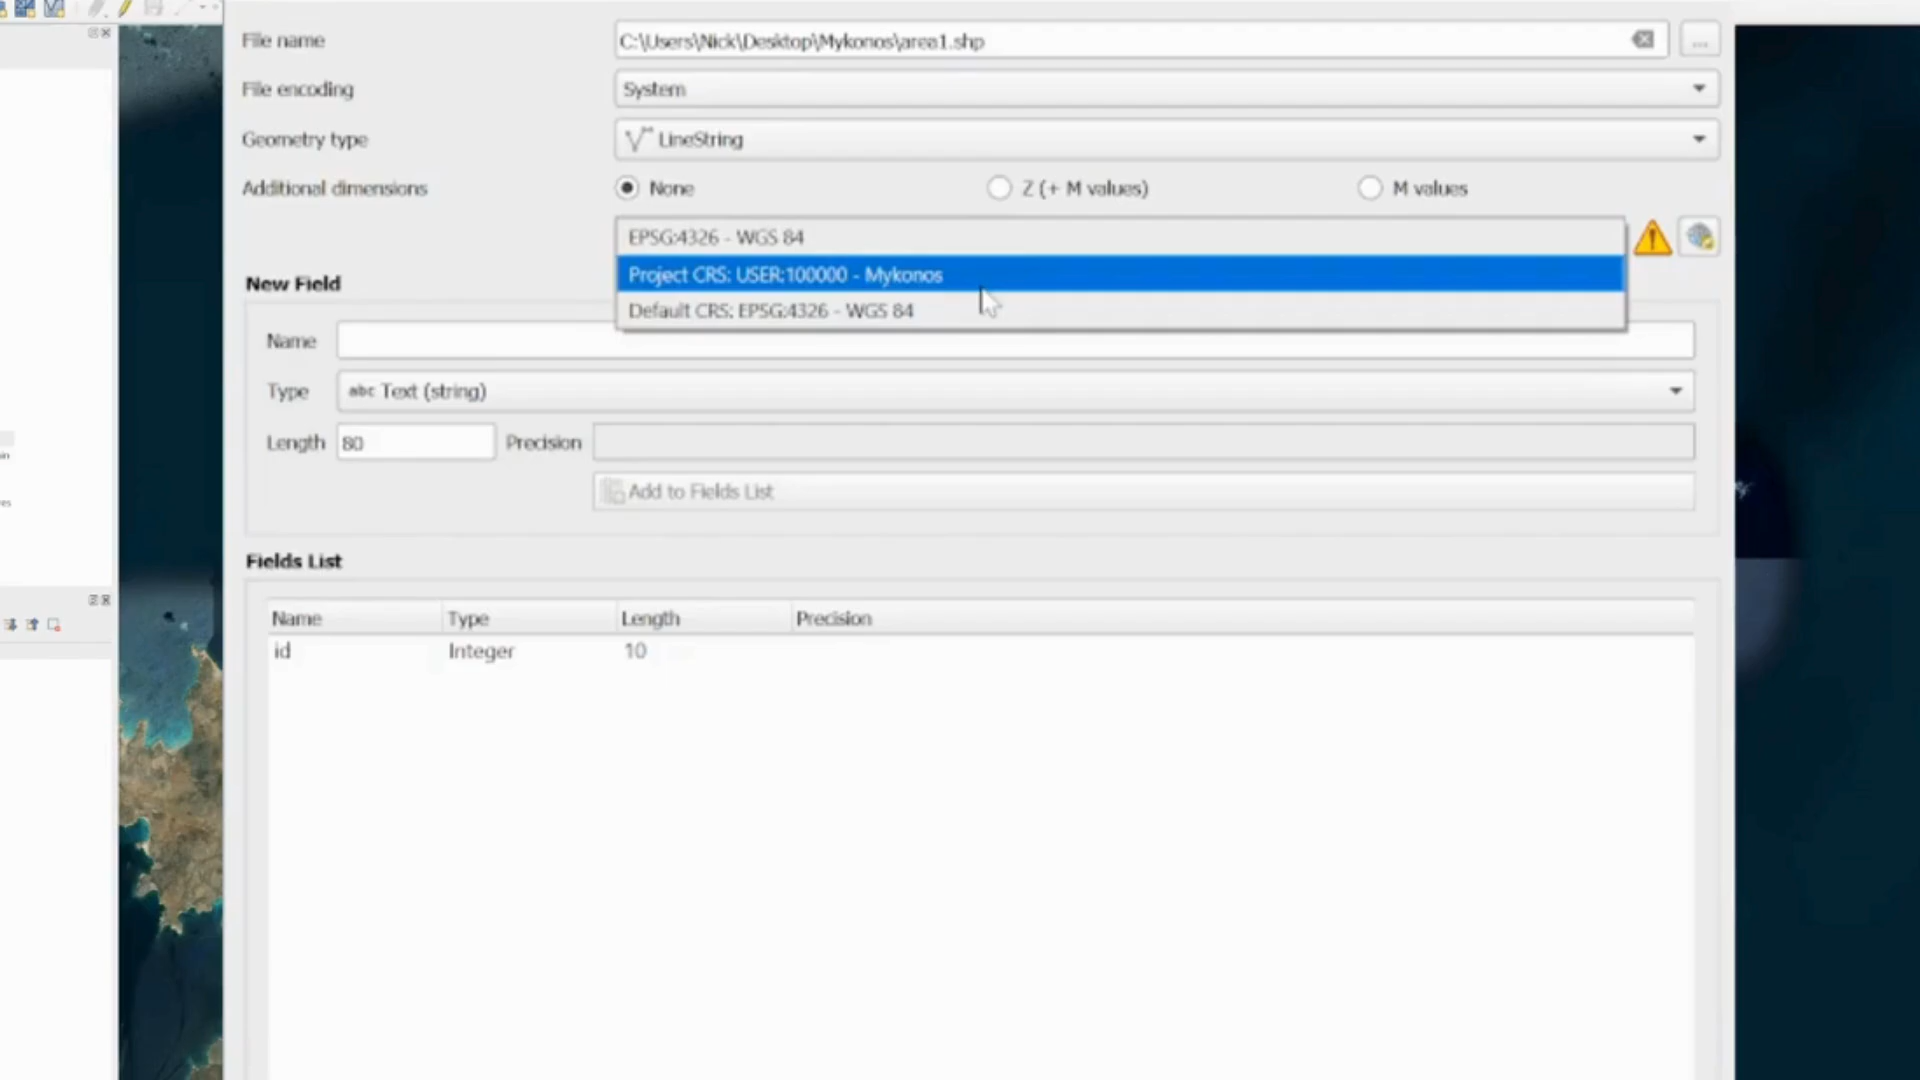 File name C:\Users\Nick\Desktop\Mykonos\area1.shp ...
File encoding System
Geometry type LineString
Additional dimensions None Z (+ M values) M values
EPSG:4326 - WGS 84
Project CRS: USER:100000 - Mykonos
Default CRS: EPSG:4326 - WGS 84
New Field
Name
Type abc Text (string)
Length 80 Precision
Add to Fields List
Fields List
Name Type Length Precision
id Integer 10